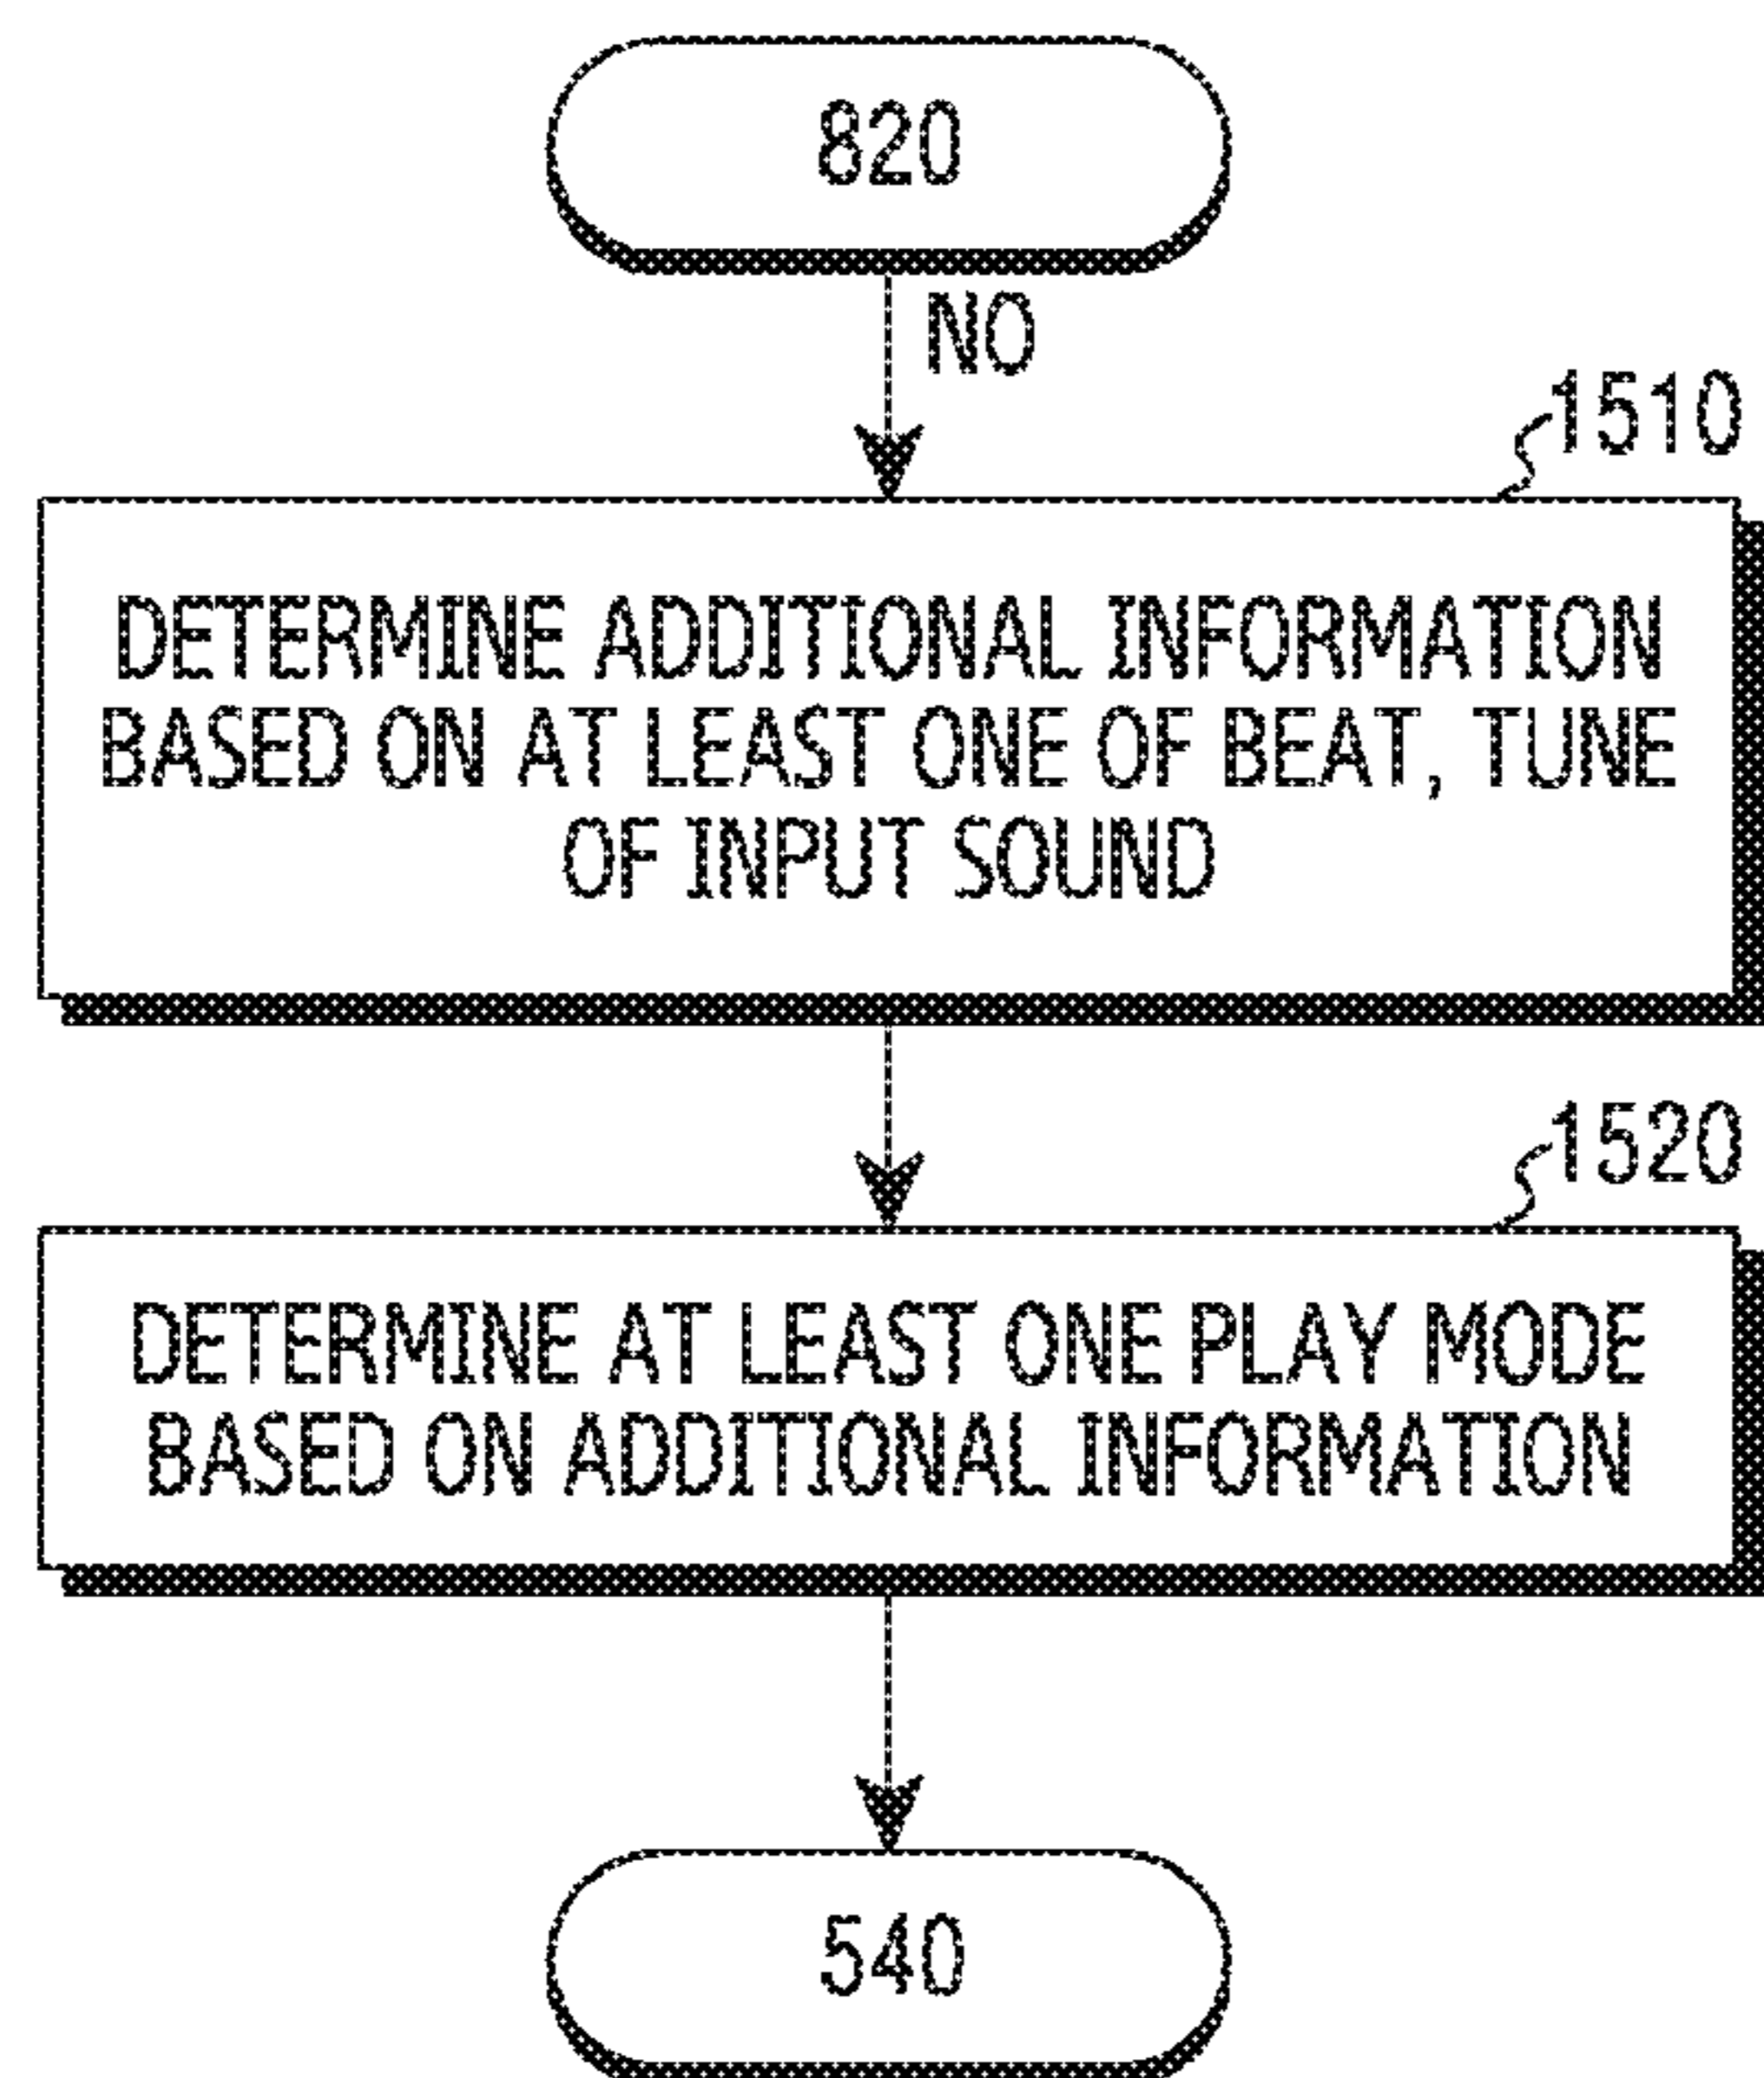 820
NO
1510
DETERMINE ADDITIONAL INFORMATION
BASED ON AT LEAST ONE OF BEAT, TUNE
OF INPUT SOUND
1520
DETERMINE AT LEAST ONE PLAY MODE
BASED ON ADDITIONAL INFORMATION
540